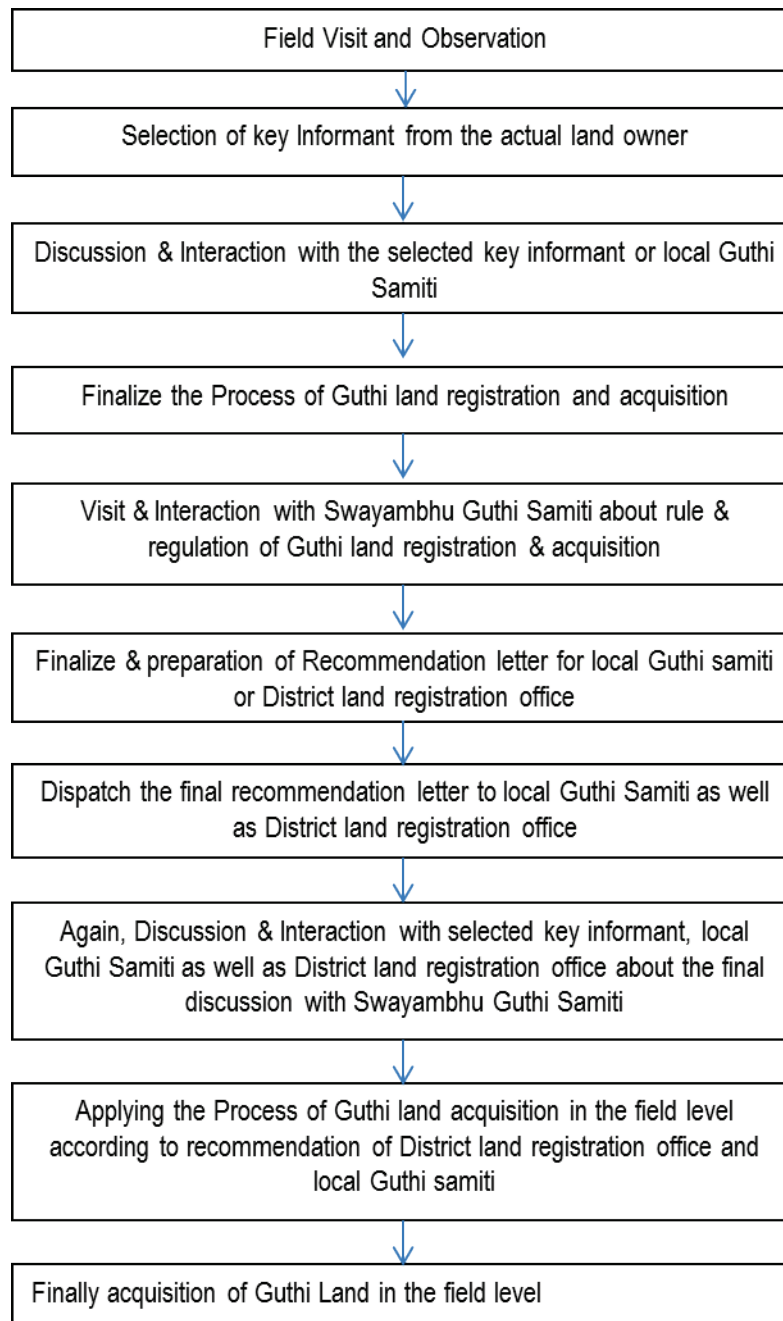 Field Visit and Observation
Selection of key Informant from the actual land owner
Discussion & Interaction with the selected key informant or local Guthi
Samiti
Finalize the Process of Guthi land registration and acquisition
Visit & Interaction with Swayambhu Guthi Samiti about rule &
regulation of Guthi land registration & acquisition
Finalize & preparation of Recommendation letter for local Guthi samiti
or District land registration office
Dispatch the final recommendation letter to local Guthi Samiti as well
as District land registration office
Again, Discussion & Interaction with selected key informant, local
Guthi Samiti as well as District land registration office about the final
discussion with Swayambhu Guthi Samiti
Applying the Process of Guthi land acquisition in the field level
according to recommendation of District land registration office and
local Guthi samiti
Finally acquisition of Guthi Land in the field level